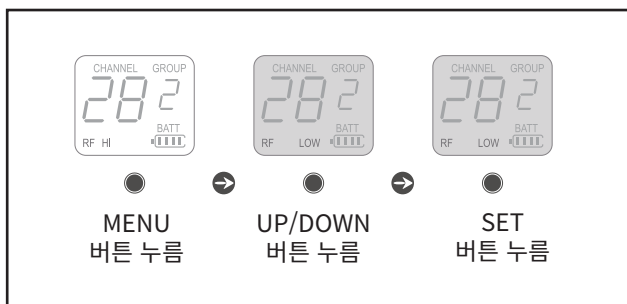 CHANNEL GROUP
28 2
BATT
RF HI
CHANNEL GROUP
28 2
BATT
RF LOW
CHANNEL GROUP
28 2
BATT
RF LOW
MENU
버튼 누름
UP/DOWN
버튼 누름
SET
버튼 누름